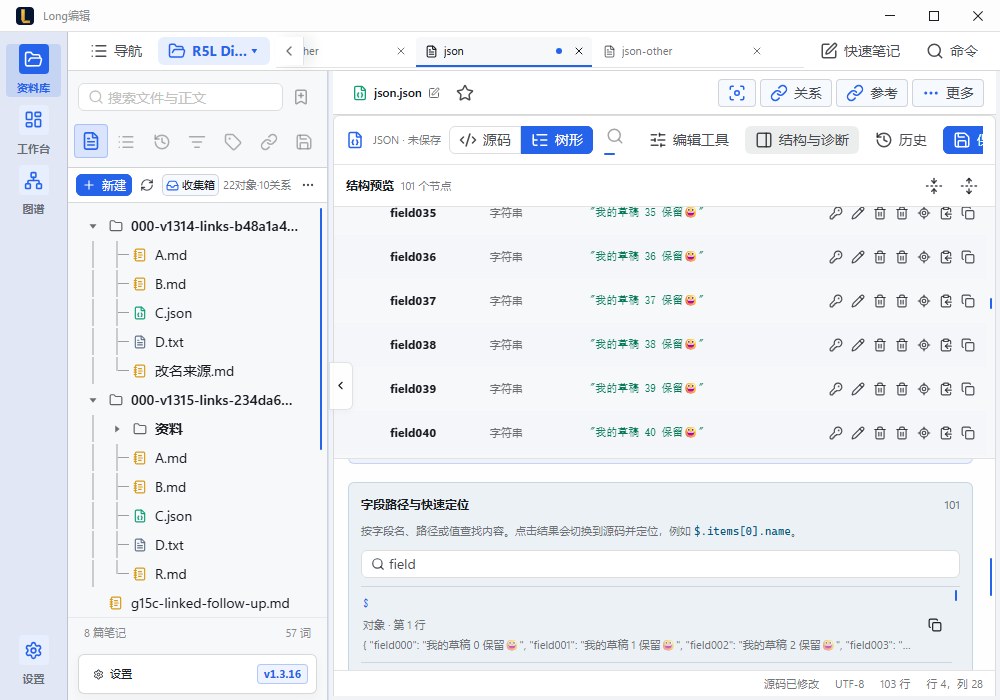 Long编辑
导航
R5L Di...
her
json
json-other
快速笔记
命令
资料库
工作台
图谱
设置
搜索文件与正文
新建
收集箱
22对象·10关系
000-v1314-links-b48a1a4...
A.md
B.md
C.json
D.txt
改名来源.md
000-v1315-links-234da6...
资料
A.md
B.md
C.json
D.txt
R.md
g15c-linked-follow-up.md
8 篇笔记
57 词
设置
v1.3.16
json.json
关系
参考
更多
JSON · 未保存
源码
树形
编辑工具
结构与诊断
历史
结构预览 101 个节点
field035 字符串 "我的草稿 35 保留😜"
field036 字符串 "我的草稿 36 保留😜"
field037 字符串 "我的草稿 37 保留😜"
field038 字符串 "我的草稿 38 保留😜"
field039 字符串 "我的草稿 39 保留😜"
field040 字符串 "我的草稿 40 保留😜"
字段路径与快速定位 101
按字段名、路径或值查找内容。点击结果会切换到源码并定位，例如 $.items[0].name。
field
$
对象 · 第 1 行
{ "field000": "我的草稿 0 保留😜", "field001": "我的草稿 1 保留😜", "field002": "我的草稿 2 保留😜", "field003": "...
源码已修改 UTF-8 103 行 行 4，列 28